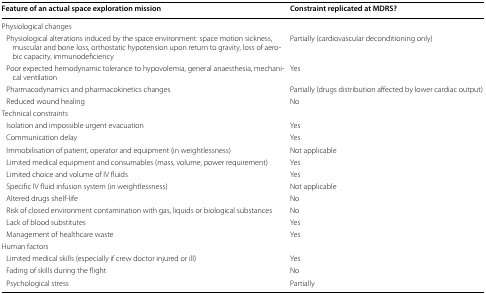 Feature of an actual space exploration mission Constraint replicated at MDRS?
Physiological changes
Physiological alterations induced by the space environment: space motion sickness, Partially (cardiovascular deconditioning only)
muscular and bone loss, orthostatic hypotension upon return to gravity, loss of aero-
bic capacity, immunodeficiency
Poor expected hemodynamic tolerance to hypovolemia, general anaesthesia, mechani- Yes
cal ventilation
Pharmacodynamics and pharmacokinetics changes Partially (drugs distribution affected by lower cardiac output)
Reduced wound healing No
Technical constraints
Isolation and impossible urgent evacuation Yes
Communication delay Yes
Immobilisation of patient, operator and equipment (in weightlessness) Not applicable
Limited medical equipment and consumables (mass, volume, power requirement) Yes
Limited choice and volume of IV fluids Yes
Specific IV fluid infusion system (in weightlessness) Not applicable
Altered drugs shelf-life No
Risk of closed environment contamination with gas, liquids or biological substances No
Lack of blood substitutes Yes
Management of healthcare waste Yes
Human factors
Limited medical skills (especially if crew doctor injured or ill) Yes
Fading of skills during the flight No
Psychological stress Partially